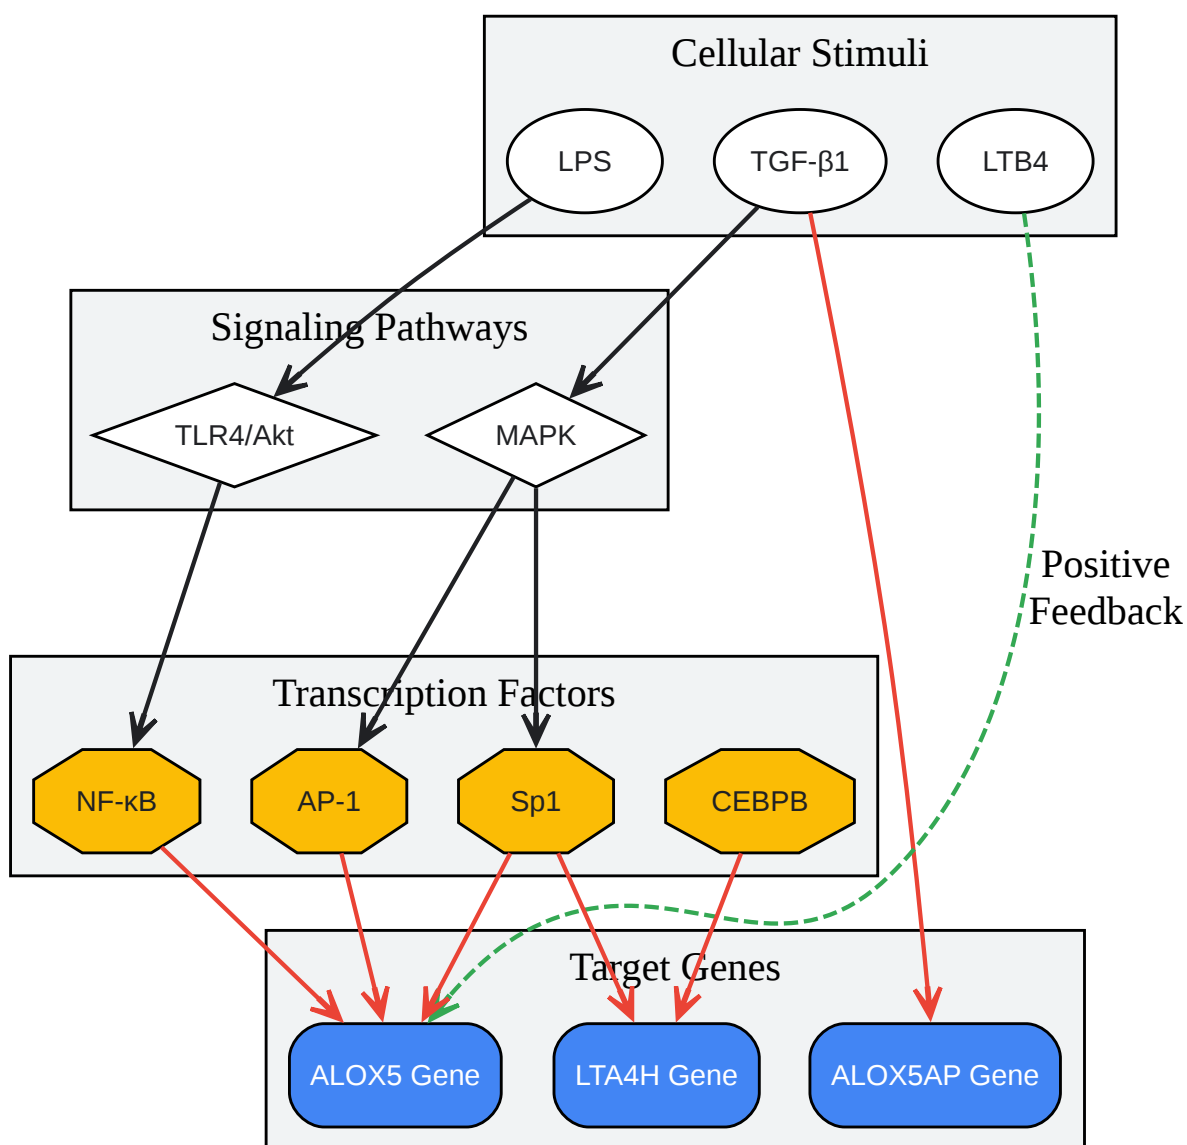 Cellular Stimuli
LPS
TGF-β1
LTB4
Signaling Pathways
TLR4/Akt
MAPK
Positive
Feedback
Transcription Factors
NF-κB
AP-1
Sp1
CEBPB
Target Genes
ALOX5 Gene
LTA4H Gene
ALOX5AP Gene